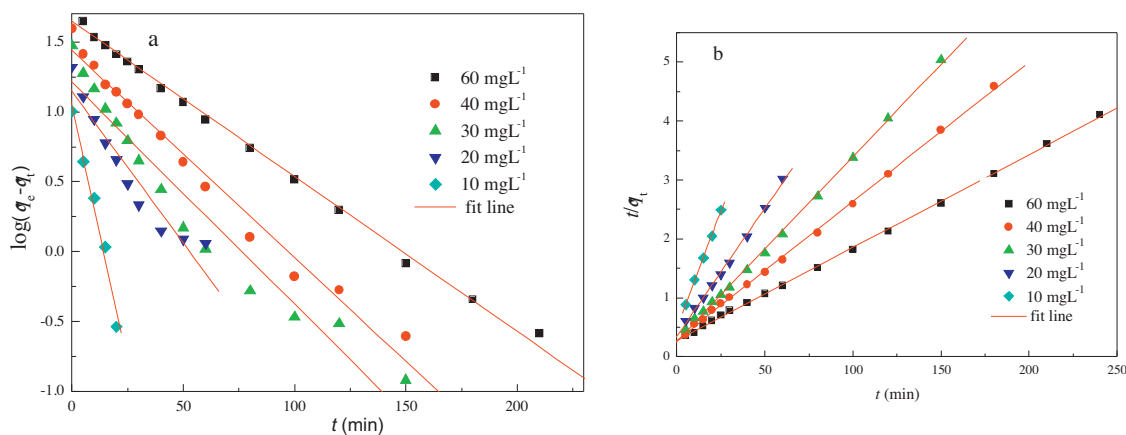 a
1.5
1.0
0.5
0.0
-0.5
-1.0
log(qe-qt)
0 50 100 150 200
t (min)
60 mgL-1
40 mgL-1
30 mgL-1
20 mgL-1
10 mgL-1
fit line
b
6
5
4
3
2
1
0
t/qt
0 50 100 150 200 250
t (min)
60 mgL-1
40 mgL-1
30 mgL-1
20 mgL-1
10 mgL-1
fit line